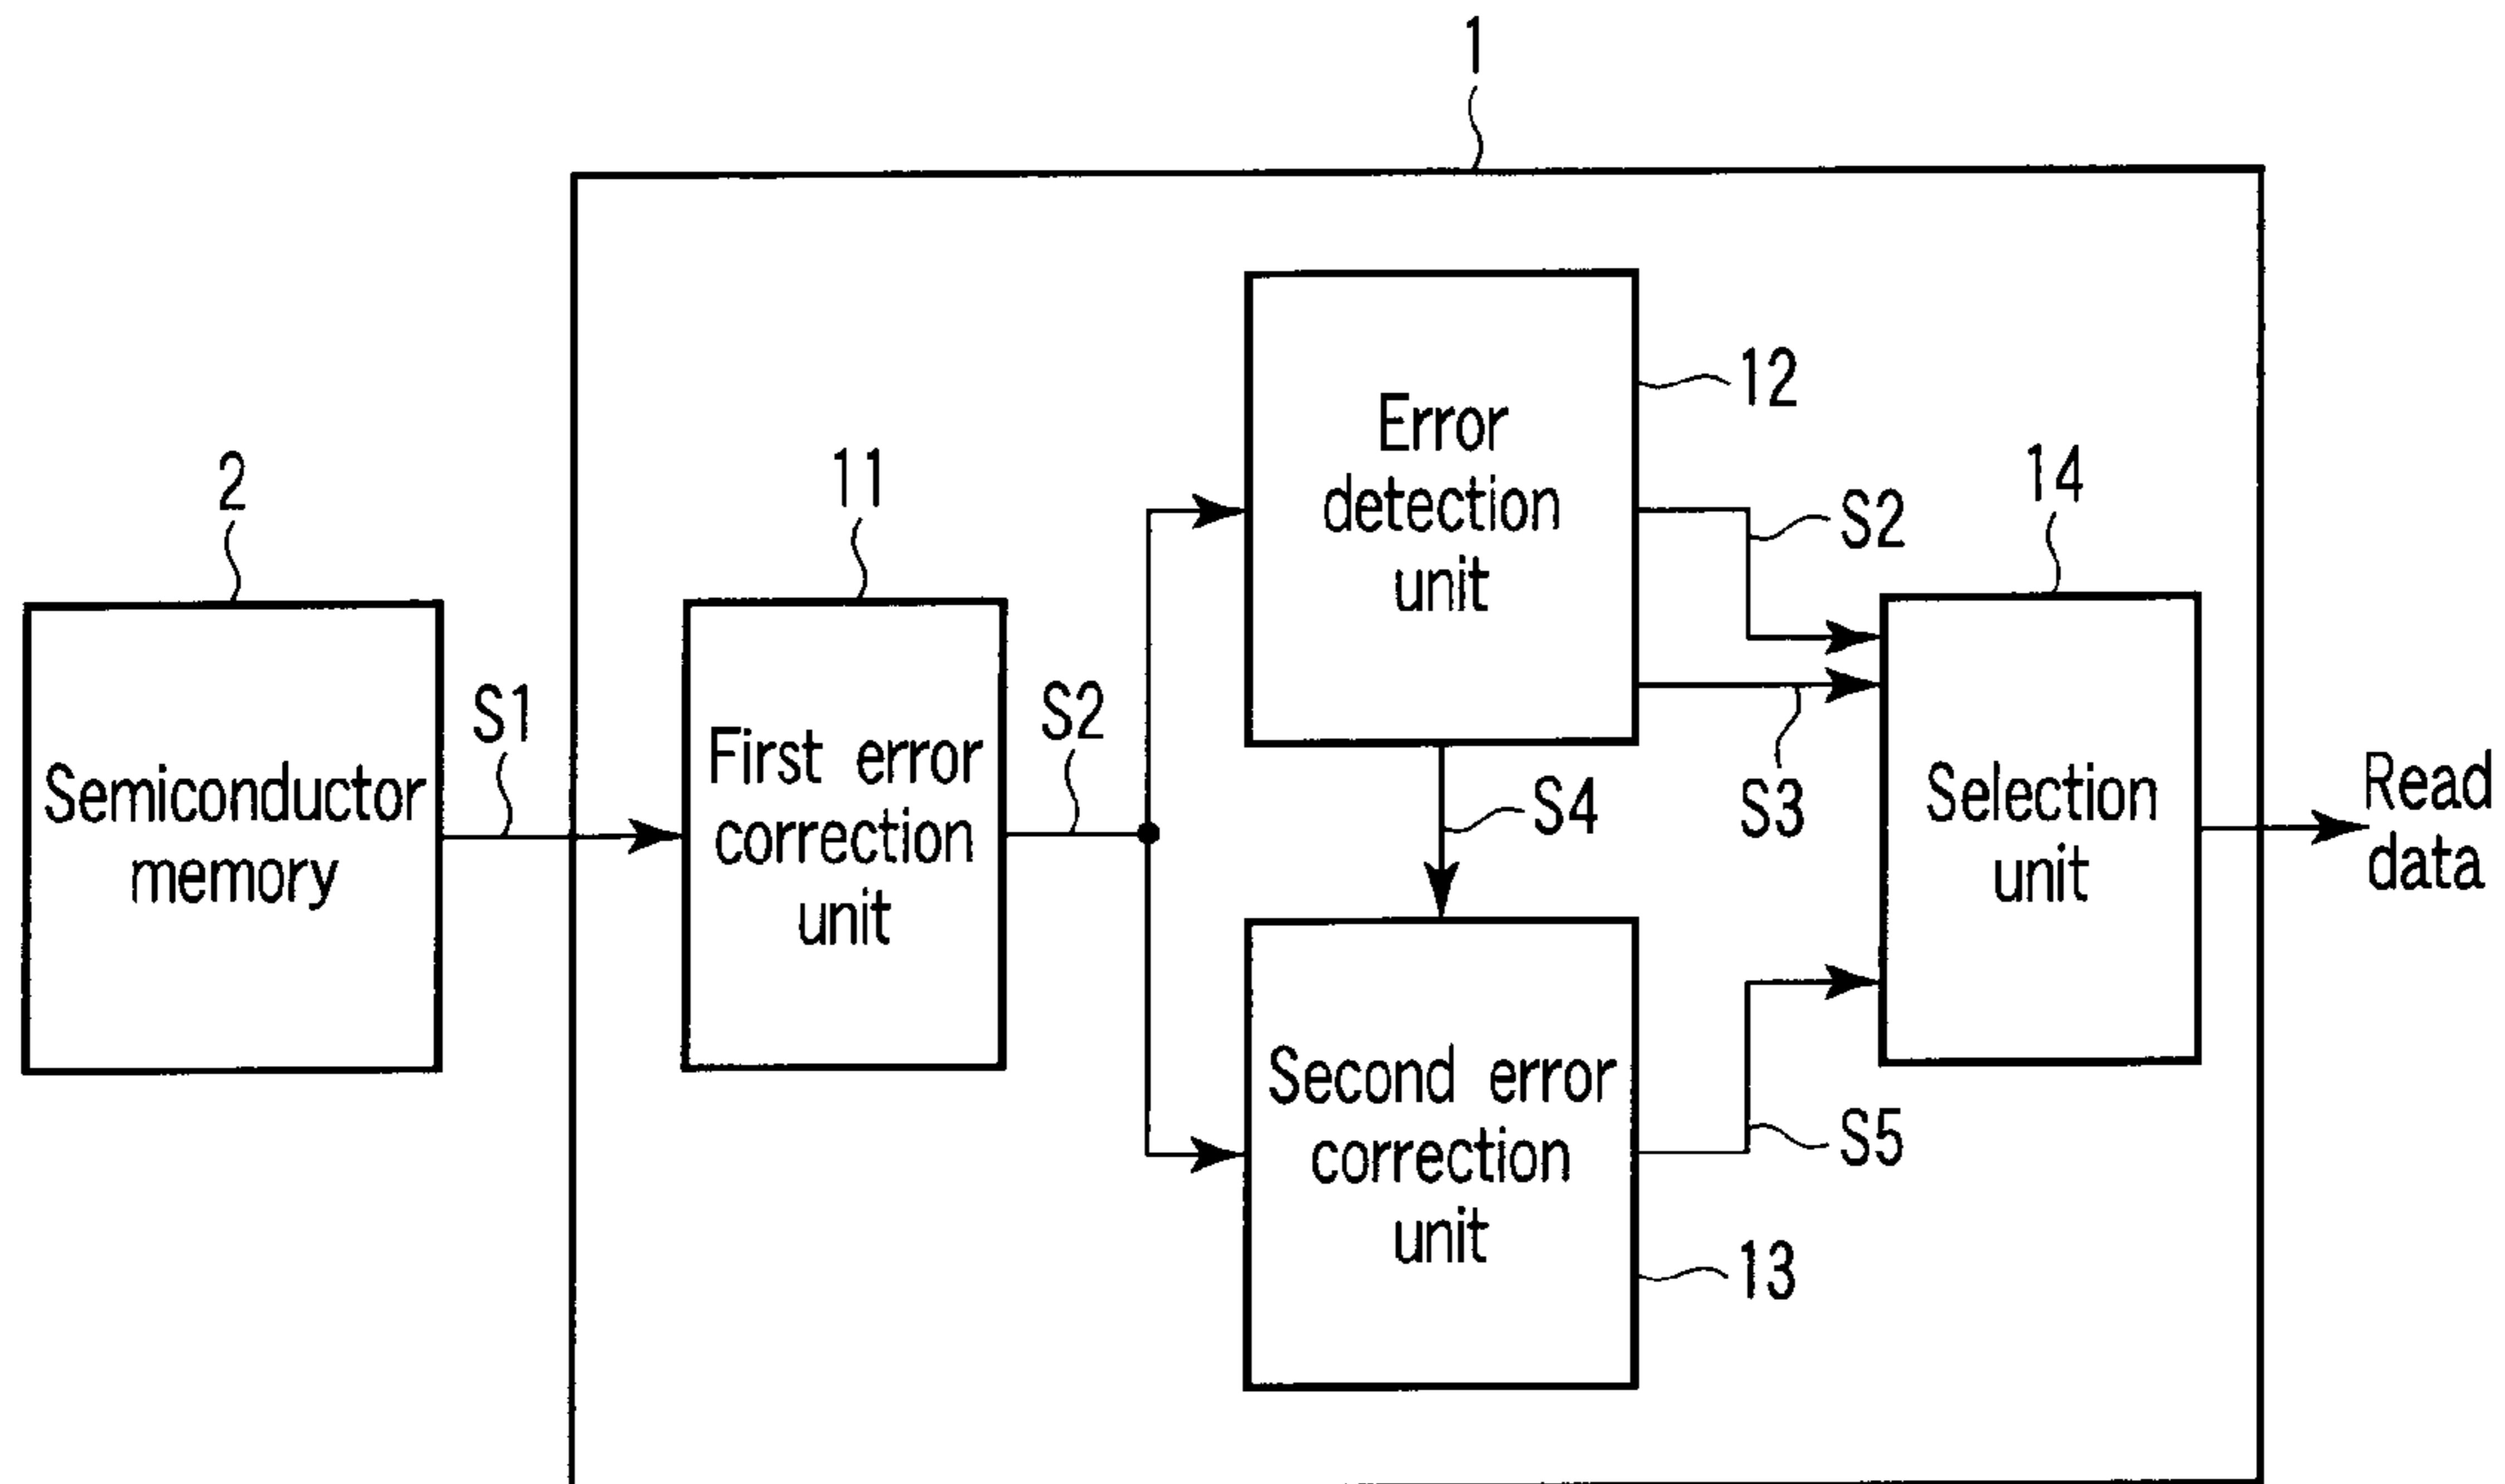 1
2
Semiconductor
memory
S1
11
First error
correction
unit
S2
Error
detection
unit
12
S2
S3
S4
Second error
correction
unit
13
S5
14
Selection
unit
Read
data